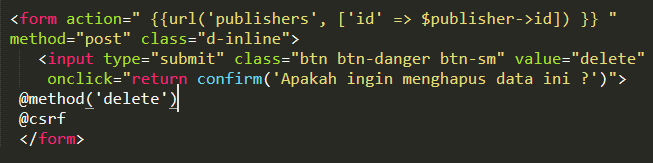 <form action=" {{url('publishers', ['id' => $publisher->id]) }} "
method="post" class="d-inline">
<input type="submit" class="btn btn-danger btn-sm" value="delete"
onclick="return confirm('Apakah ingin menghapus data ini ?')">
@method('delete')
@csrf
</form>